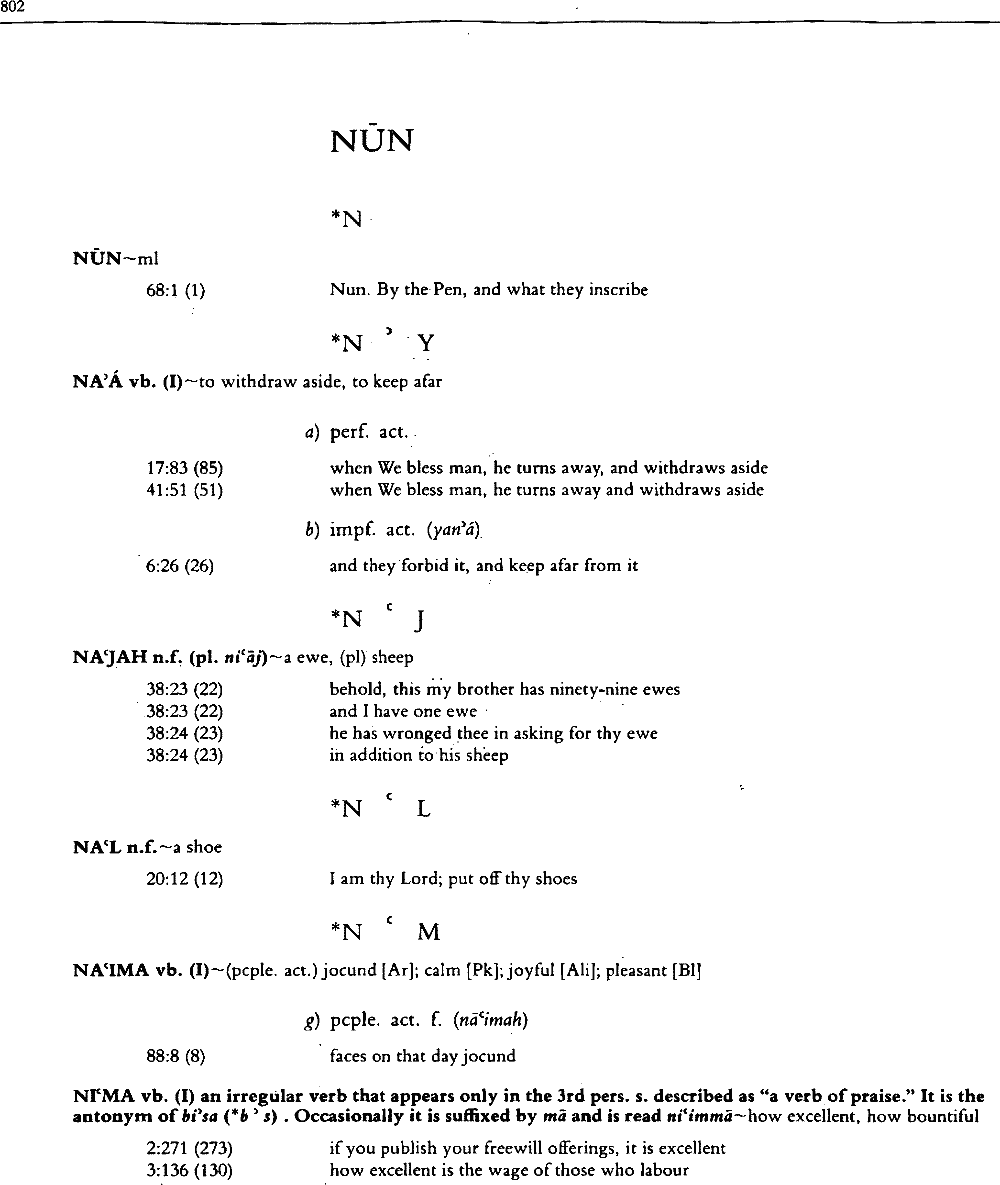 802
NŪN
*N
NŪN~ml
68:1 (1) Nun. By the Pen, and what they inscribe
*N ʾ Y
NAʾÁ vb. (I)~to withdraw aside, to keep afar
a) perf. act.
17:83 (85) when We bless man, he turns away, and withdraws aside
41:51 (51) when We bless man, he turns away and withdraws aside
b) impf. act. (yanʾá)
6:26 (26) and they forbid it, and keep afar from it
*N ʿ J
NAʿJAH n.f. (pl. niʿāj)~a ewe, (pl) sheep
38:23 (22) behold, this my brother has ninety-nine ewes
38:23 (22) and I have one ewe
38:24 (23) he has wronged thee in asking for thy ewe
38:24 (23) in addition to his sheep
*N ʿ L
NAʿL n.f.~a shoe
20:12 (12) I am thy Lord; put off thy shoes
*N ʿ M
NAʿIMA vb. (I)~(pcple. act.) jocund [Ar]; calm [Pk]; joyful [Ali]; pleasant [Bl]
g) pcple. act. f. (nāʿimah)
88:8 (8) faces on that day jocund
NIʿMA vb. (I) an irregular verb that appears only in the 3rd pers. s. described as “a verb of praise.” It is the
antonym of biʾsa (*b ʾ s) . Occasionally it is suffixed by mā and is read niʿimmā~how excellent, how bountiful
2:271 (273) if you publish your freewill offerings, it is excellent
3:136 (130) how excellent is the wage of those who labour